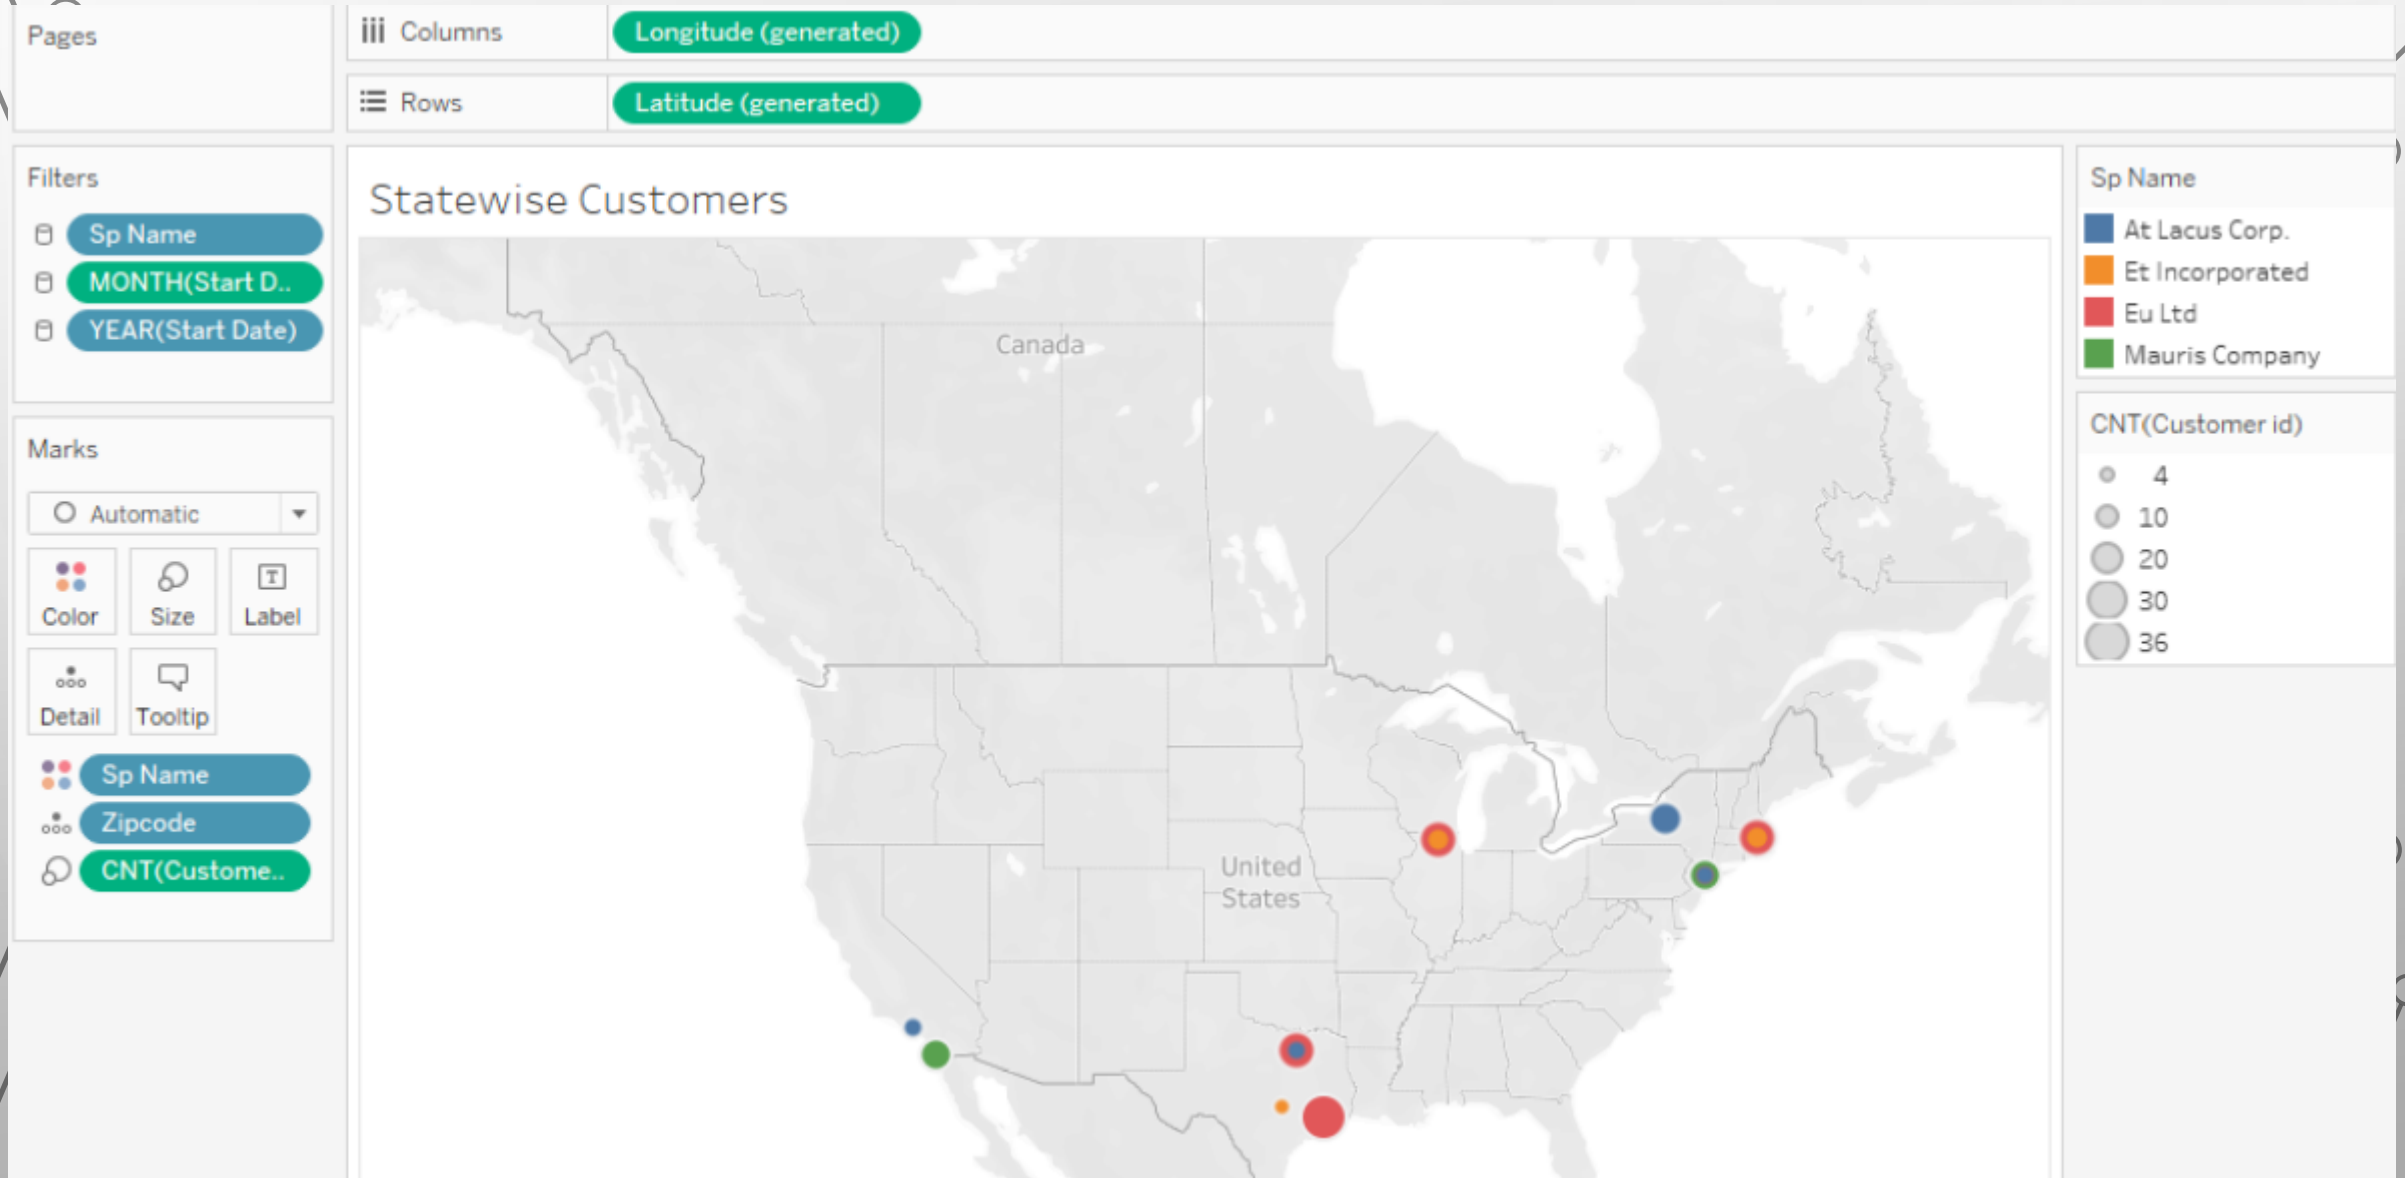 Pages
Columns
Longitude (generated)
Rows
Latitude (generated)
Filters
Sp Name
MONTH(Start D..
YEAR(Start Date)
Marks
Automatic
Color
Size
Label
Detail
Tooltip
Sp Name
Zipcode
CNT(Custome..
Statewise Customers
Canada
United
States
Sp Name
At Lacus Corp.
Et Incorporated
Eu Ltd
Mauris Company
CNT(Customer id)
4
10
20
30
36